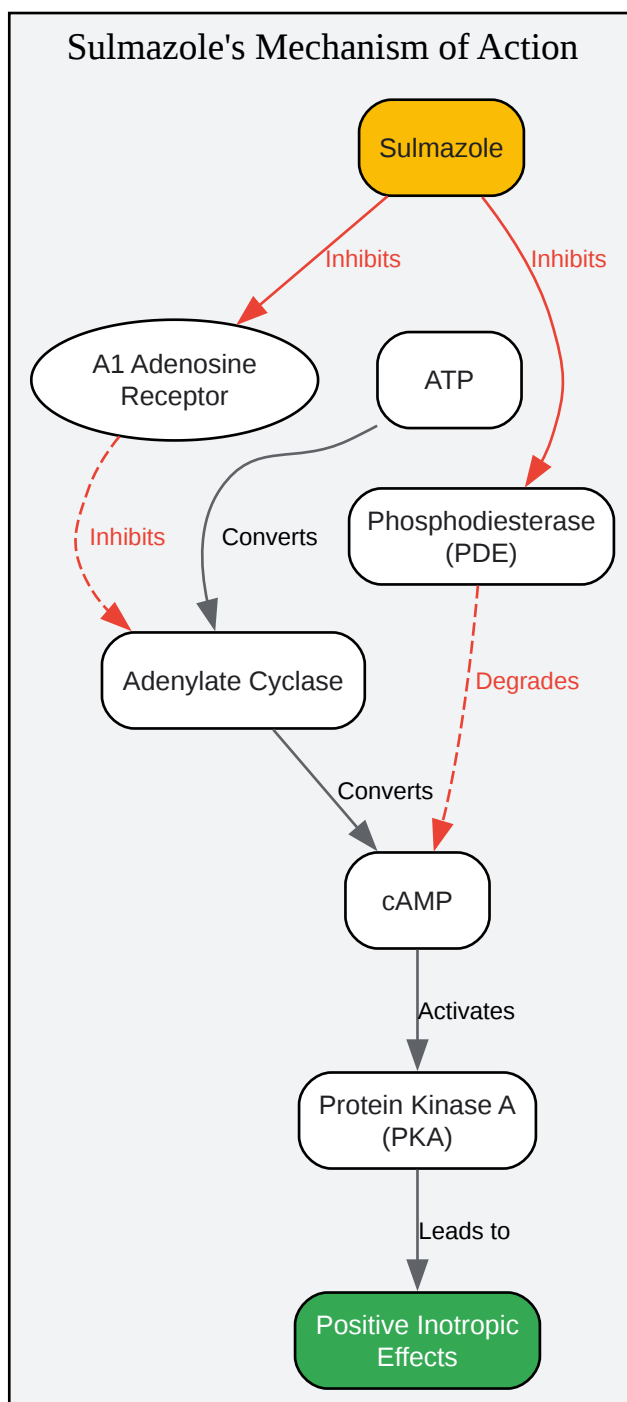 Sulmazole's Mechanism of Action
Sulmazole
Inhibits
Inhibits
A1 Adenosine
Receptor
ATP
Phosphodiesterase
(PDE)
Inhibits
Converts
Adenylate Cyclase
Degrades
Converts
cAMP
Activates
Protein Kinase A
(PKA)
Leads to
Positive Inotropic
Effects